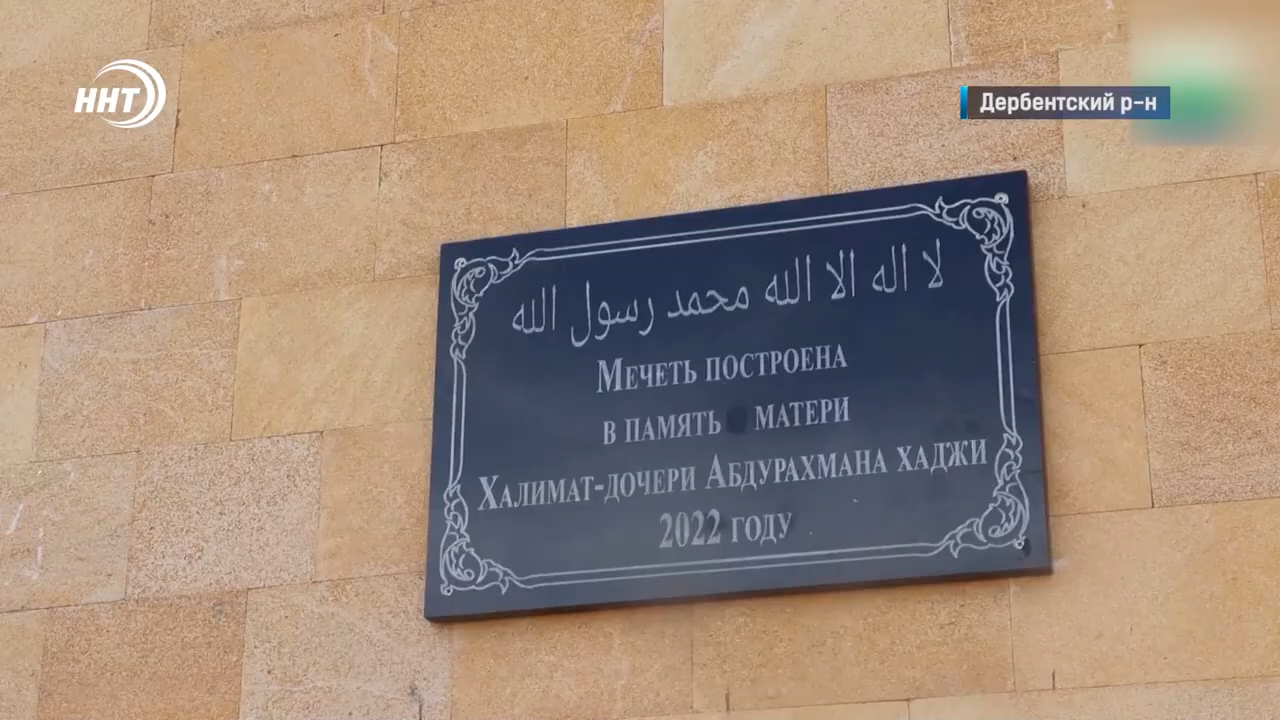 ННТ
Дербентский р-н
لا اله الا الله محمد رسول الله
Мечеть построена
в память матери
Халимат-дочери Абдурахмана хаджи
2022 году